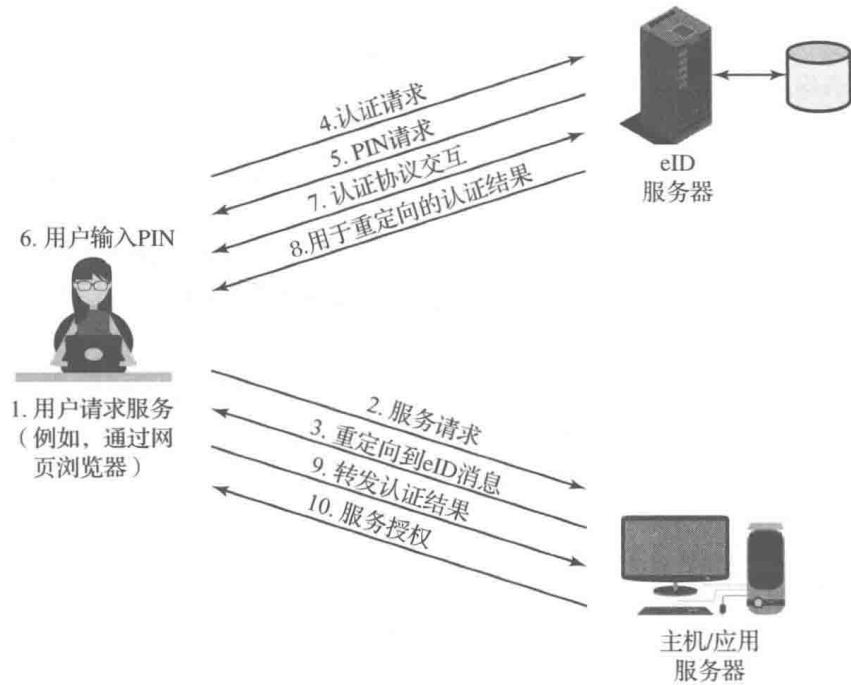 4.认证请求
5. PIN请求
7. 认证协议交互
8.用于重定向的认证结果
eID
服务器
6. 用户输入PIN
1. 用户请求服务
（例如，通过网
页浏览器）
2. 服务请求
3. 重定向到eID消息
9. 转发认证结果
10. 服务授权
主机/应用
服务器